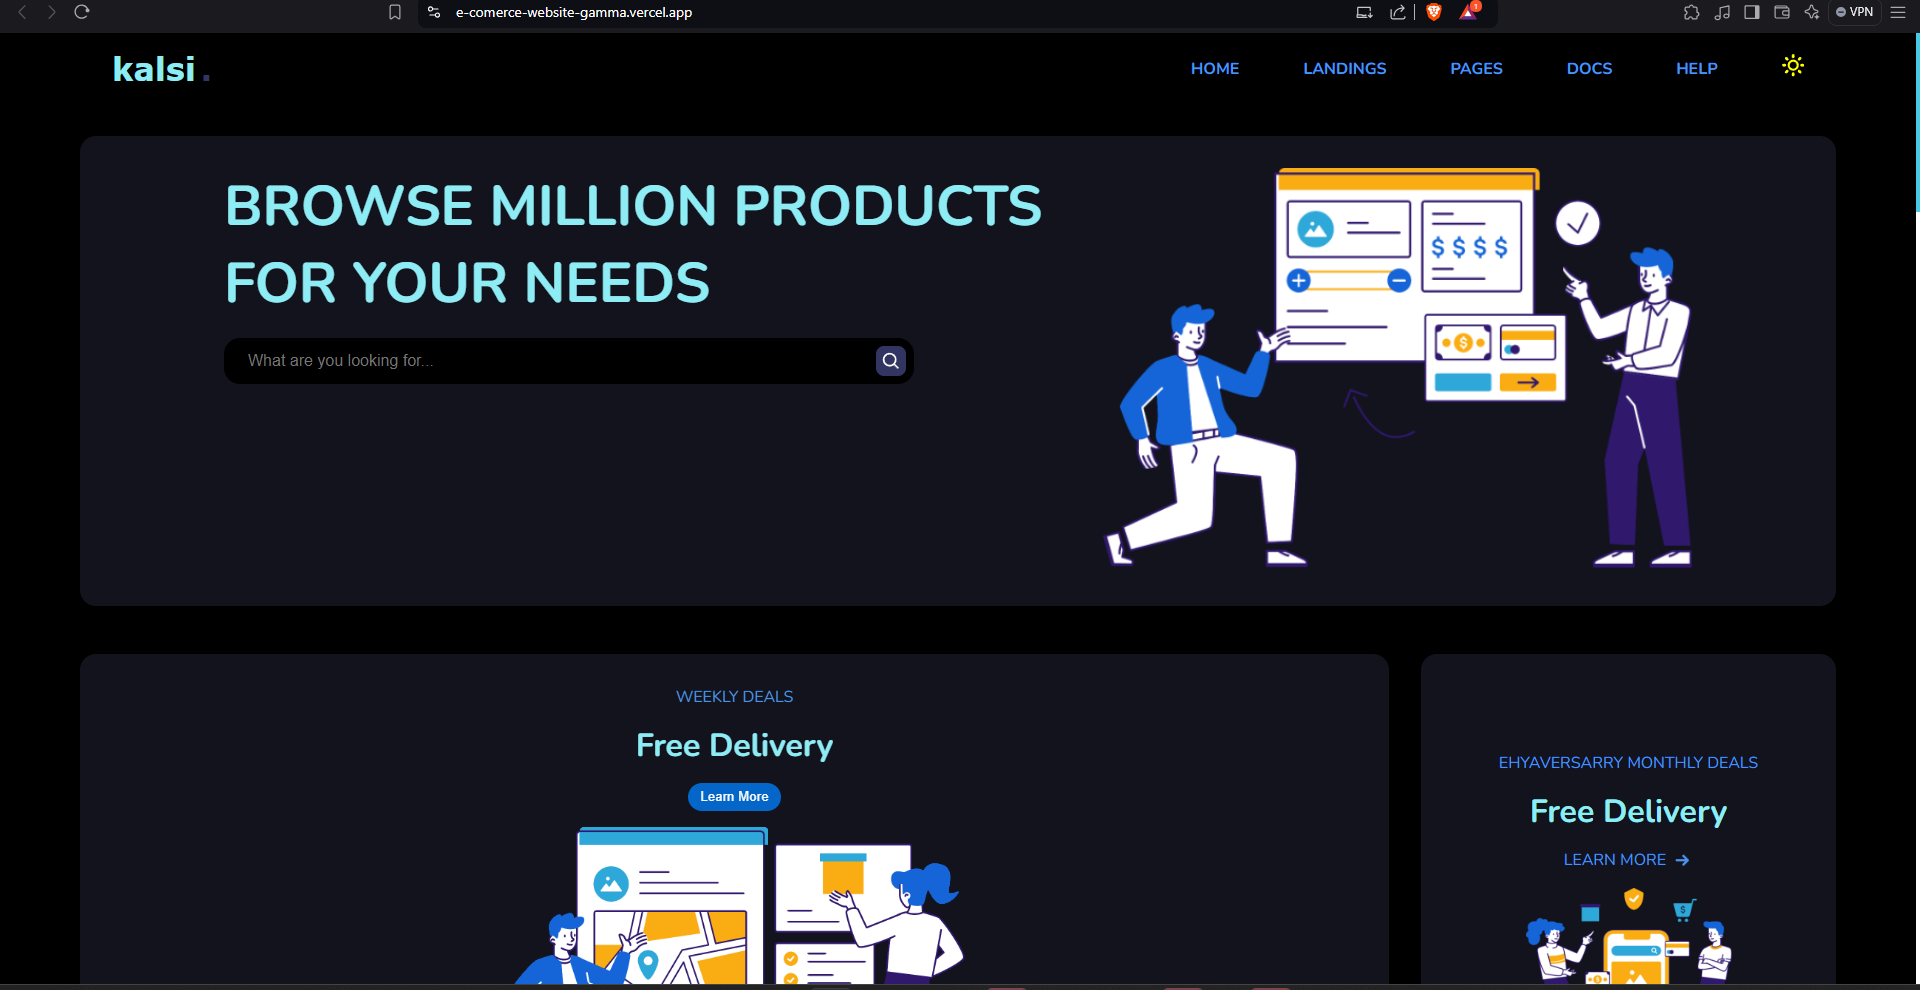 e-comerce-website-gamma.vercel.app
1
VPN
kalsi.
HOME LANDINGS PAGES DOCS HELP
BROWSE MILLION PRODUCTS
FOR YOUR NEEDS
What are you looking for...
$ $ $ $
$
WEEKLY DEALS
Free Delivery
Learn More
EHYAVERSARRY MONTHLY DEALS
Free Delivery
LEARN MORE →
$